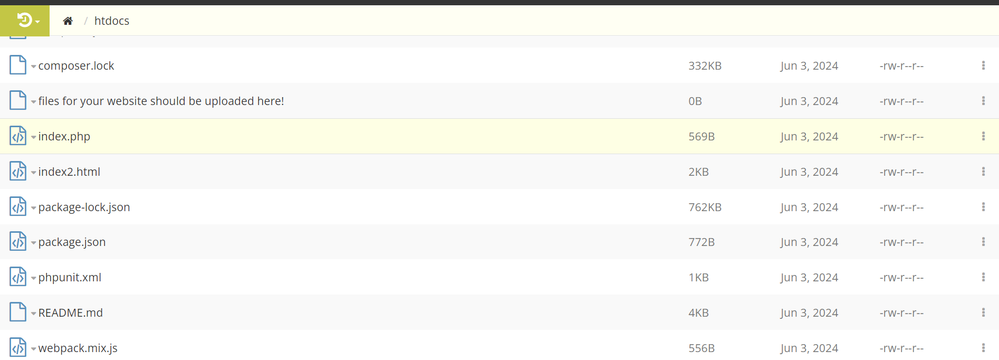 / htdocs
composer.lock 332KB Jun 3, 2024 -rw-r--r--
files for your website should be uploaded here! 0B Jun 3, 2024 -rw-r--r--
index.php 569B Jun 3, 2024 -rw-r--r--
index2.html 2KB Jun 3, 2024 -rw-r--r--
package-lock.json 762KB Jun 3, 2024 -rw-r--r--
package.json 772B Jun 3, 2024 -rw-r--r--
phpunit.xml 1KB Jun 3, 2024 -rw-r--r--
README.md 4KB Jun 3, 2024 -rw-r--r--
webpack.mix.js 556B Jun 3, 2024 -rw-r--r--